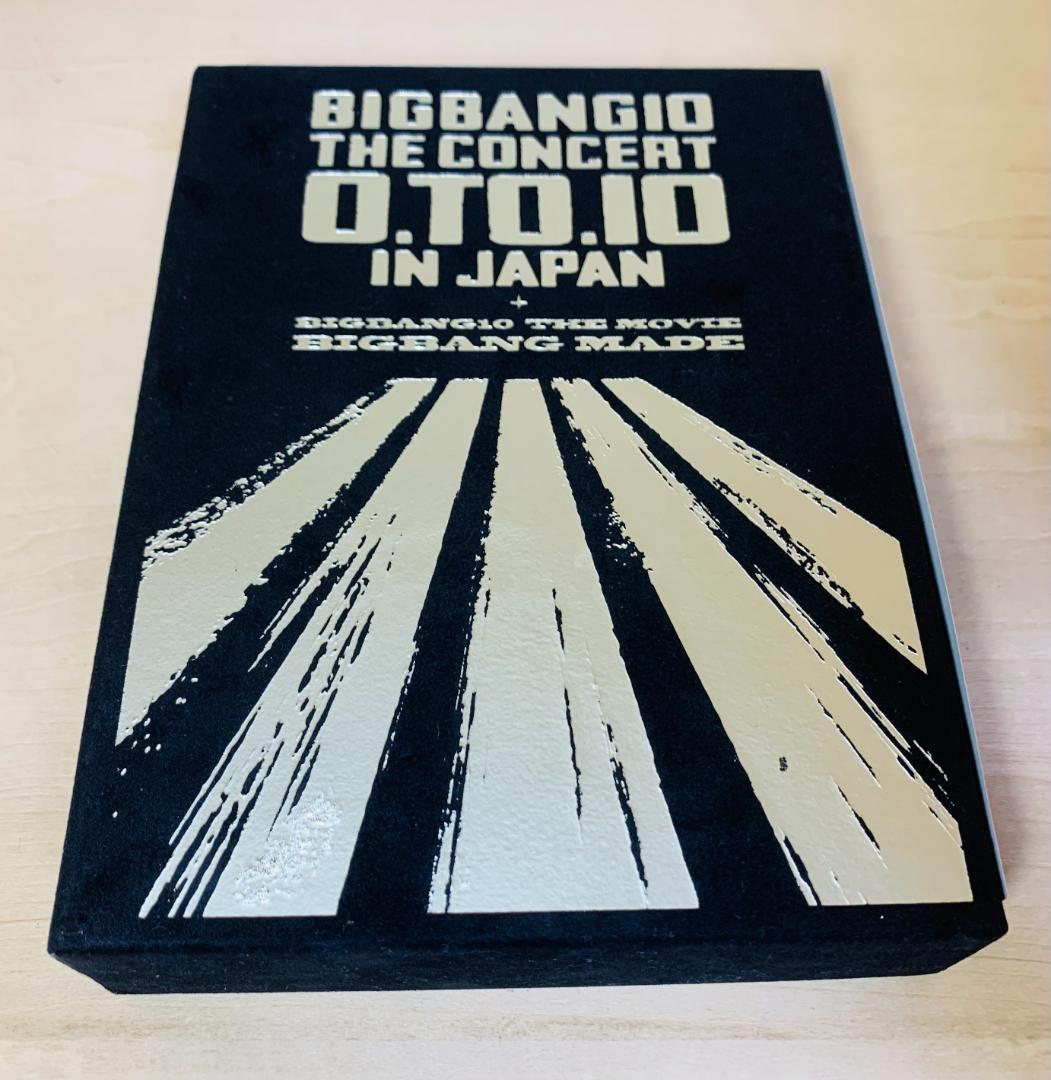 BIGBANG10
THE CONCERT
0.TO.10
IN JAPAN
+
BIGBANG10 THE MOVIE
BIGBANG MADE